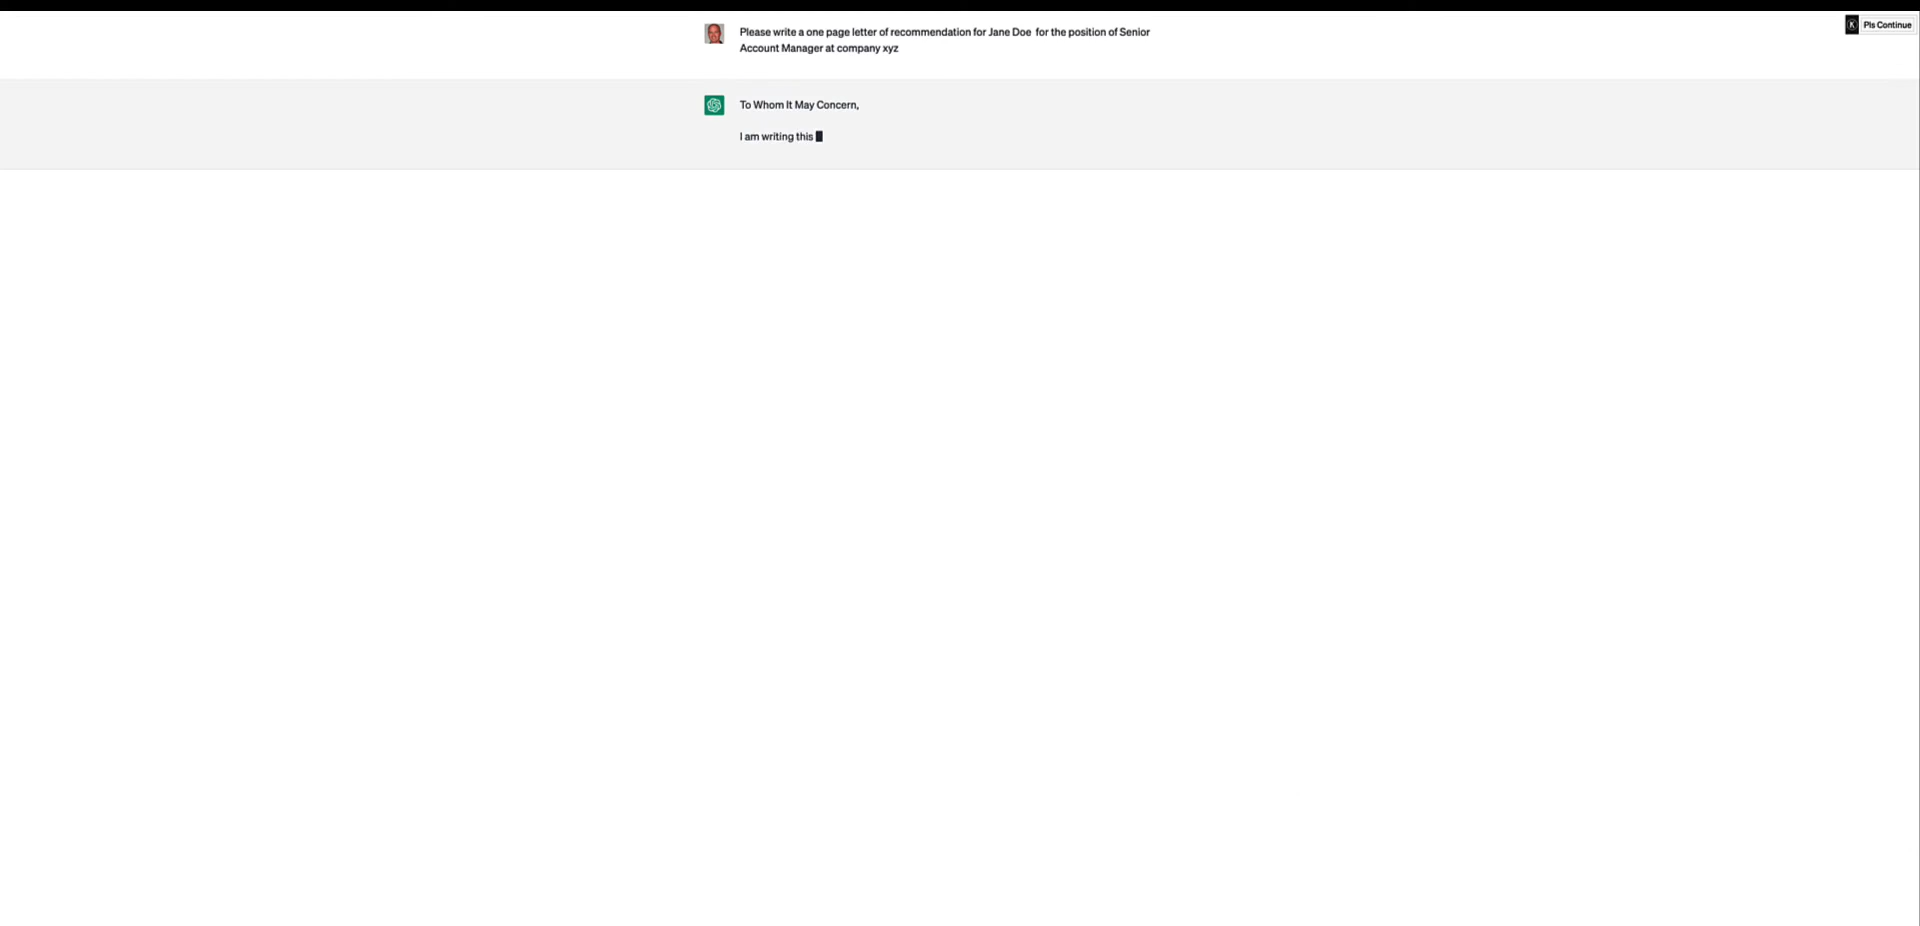 Please write a one page letter of recommendation for Jane Doe for the position of Senior
Account Manager at company xyz
K Pls Continue
To Whom It May Concern,
I am writing this